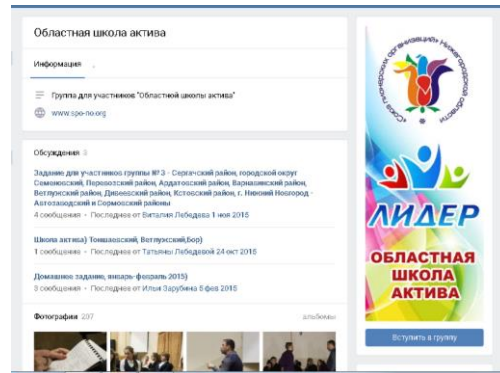 Областная школа актива
Информация
Группа для участников "Областной школы актива"
www.spo-no.org
Обсуждения 3
Задание для участников группы № 3 - Сергачский район, городской округ
Семеновский, Перевозский район, Ардатовский район, Варнавинский район,
Ветлужский район, Дивеевский район, Кстовский район, г. Нижний Новгород -
Автозаводский и Сормовский районы
4 сообщения • Последнее от Виталия Лебедева 1 ноя 2015
Школа актива) Тоншаевский, Ветлужский,Бор)
1 сообщение • Последнее от Татьяны Лебедевой 24 окт 2015
Домашнее задание, январь-февраль 2015)
0 сообщения • Последнее от Ильи Зарубина 5 фев 2015
Фотографии 207
альбомы
«Союз пионерских организаций» Нижегородской области
ЛИДЕР
ОБЛАСТНАЯ
ШКОЛА
АКТИВА
Вступить в группу